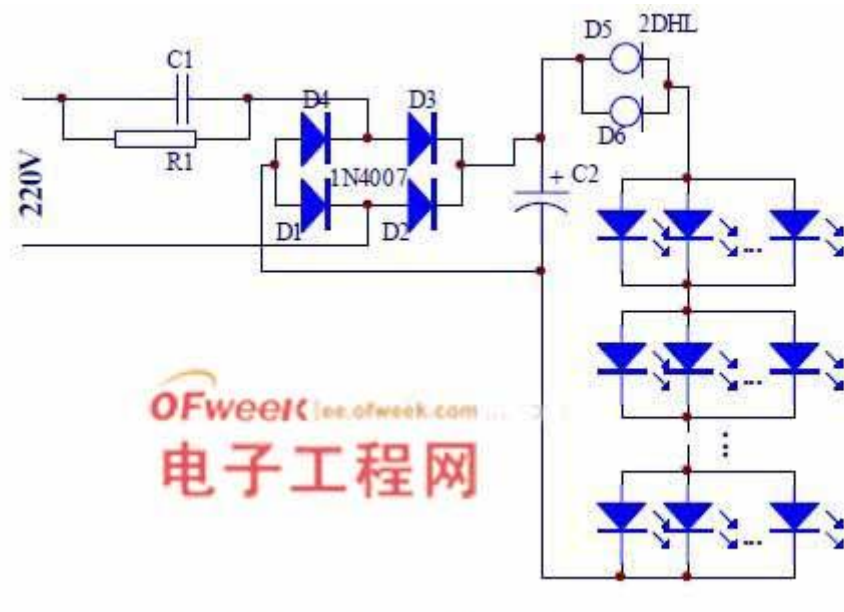 D5 2DHL
C1
D4 D3
D6
R1
1N4007
+ C2
220V
D1 D2
...
...
OFweek ee.ofweek.com
电子工程网
...